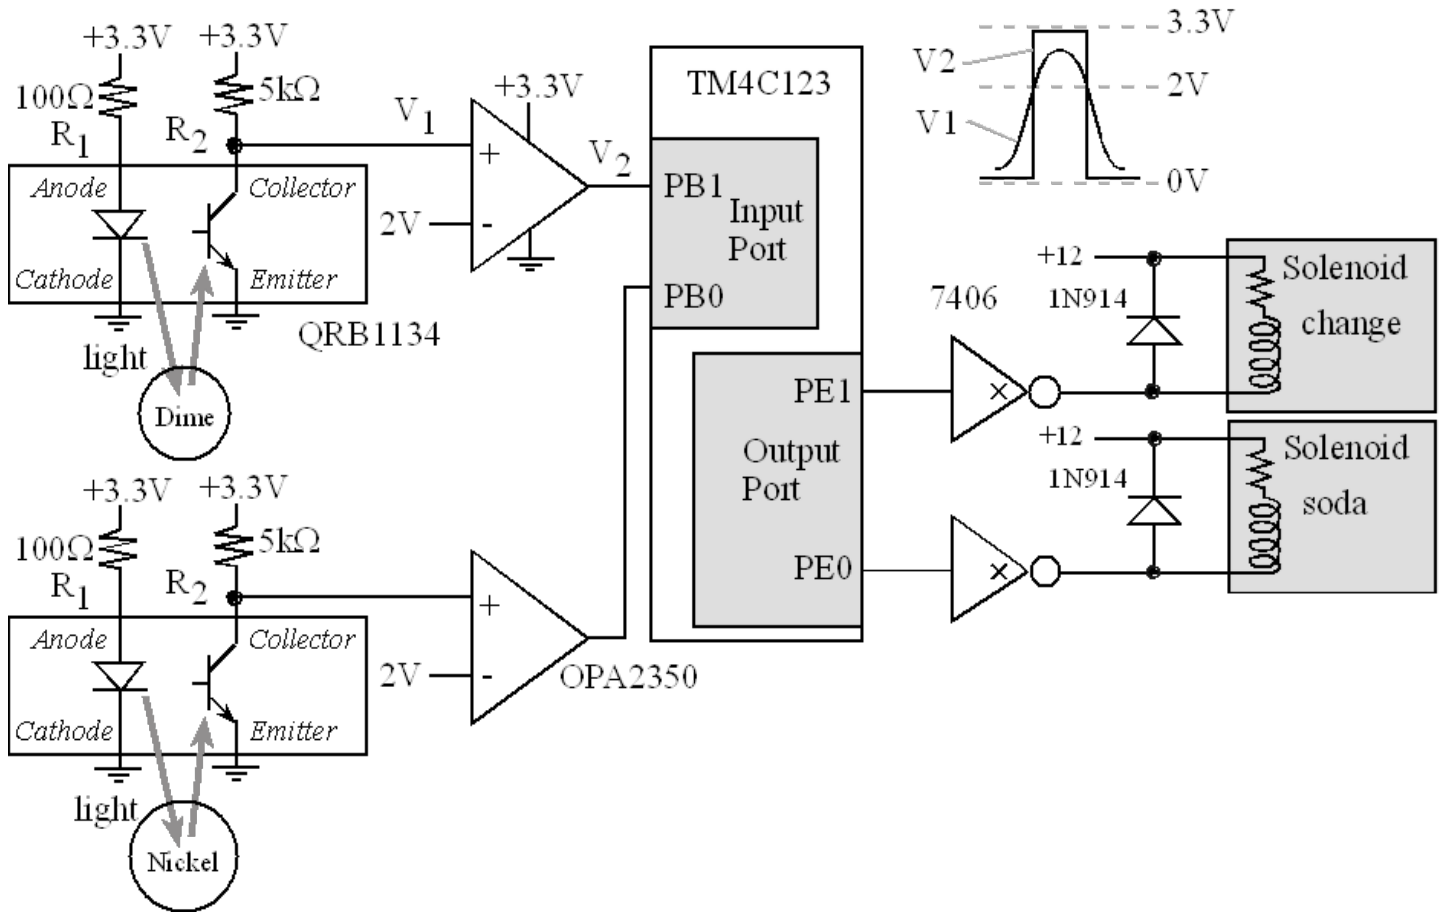 +3.3V
+3.3V
100Ω
5kΩ
R1
R2
V1
+3.3V
+
2V
-
V2
Anode
Collector
Cathode
Emitter
QRB1134
light
Dime
TM4C123
PB1
Input
Port
PB0
PE1
Output
Port
PE0
V2
V1
3.3V
2V
0V
7406
×
+12
1N914
Solenoid
change
×
+12
1N914
Solenoid
soda
+3.3V
+3.3V
100Ω
5kΩ
R1
R2
+
2V
-
OPA2350
Anode
Collector
Cathode
Emitter
light
Nickel